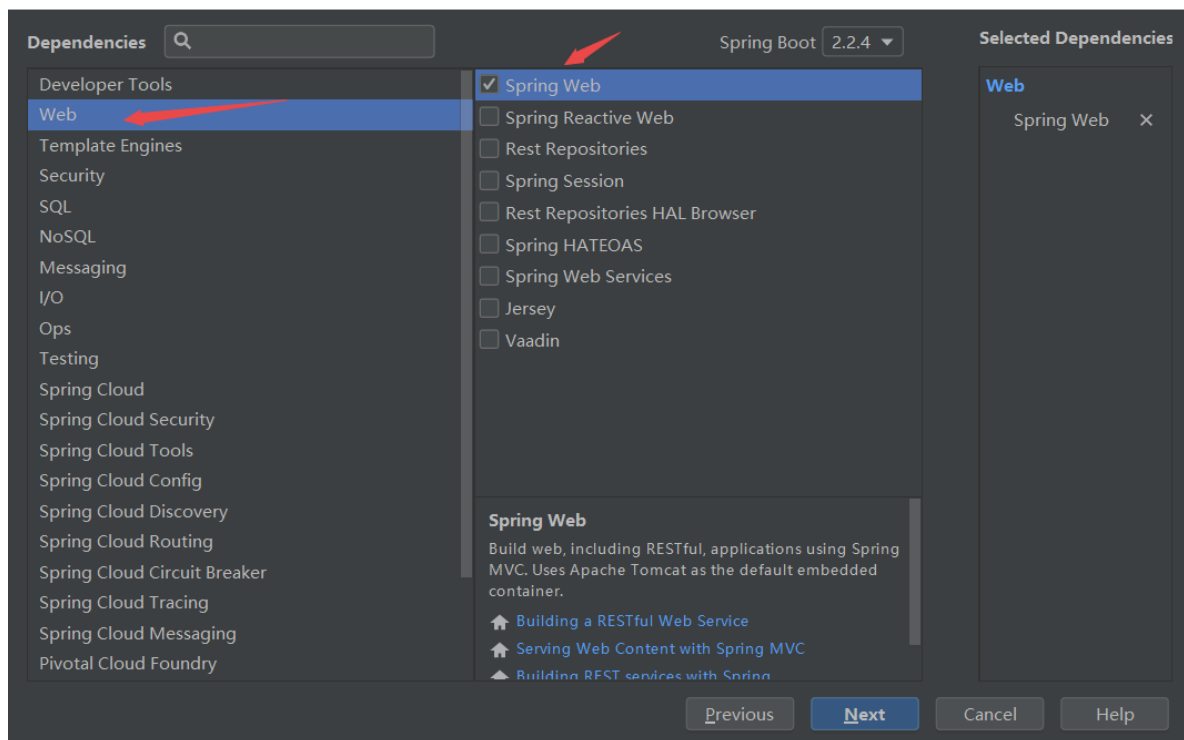 Dependencies
Spring Boot 2.2.4
Selected Dependencies
Developer Tools
Web
Template Engines
Security
SQL
NoSQL
Messaging
I/O
Ops
Testing
Spring Cloud
Spring Cloud Security
Spring Cloud Tools
Spring Cloud Config
Spring Cloud Discovery
Spring Cloud Routing
Spring Cloud Circuit Breaker
Spring Cloud Tracing
Spring Cloud Messaging
Pivotal Cloud Foundry
Spring Web
Spring Reactive Web
Rest Repositories
Spring Session
Rest Repositories HAL Browser
Spring HATEOAS
Spring Web Services
Jersey
Vaadin
Spring Web
Build web, including RESTful, applications using Spring
MVC. Uses Apache Tomcat as the default embedded
container.
Building a RESTful Web Service
Serving Web Content with Spring MVC
Building REST services with Spring
Web
Spring Web
Previous
Next
Cancel
Help